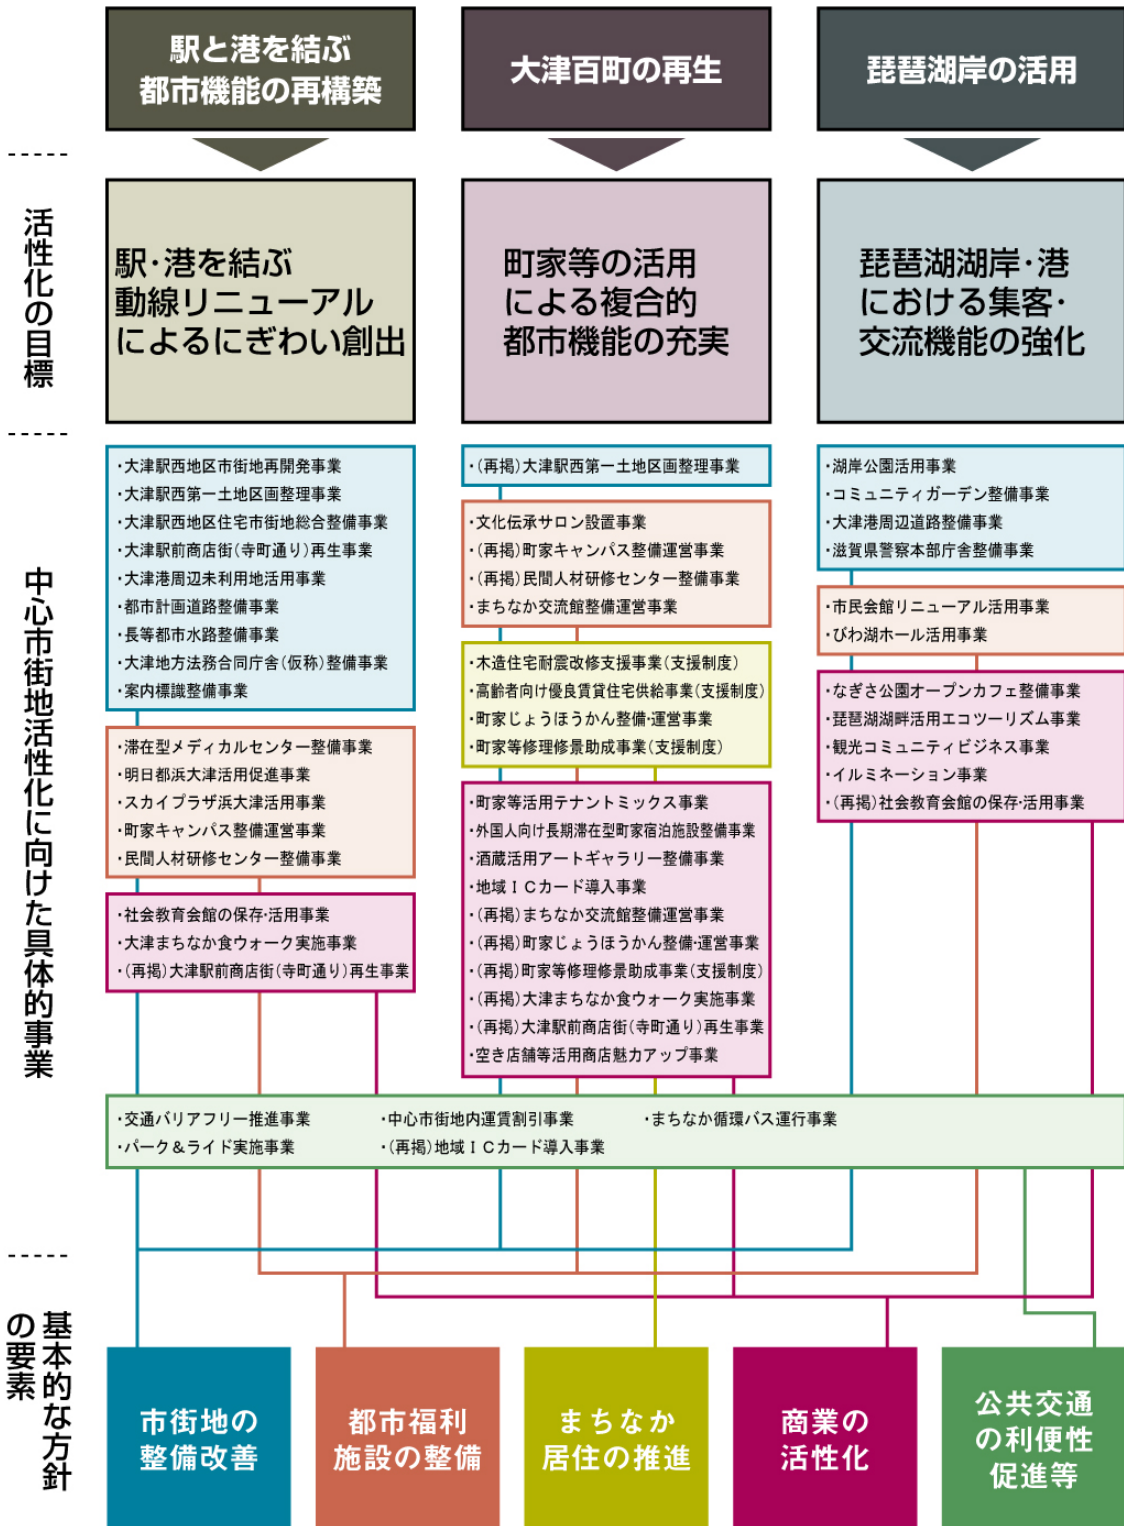 駅と港を結ぶ
都市機能の再構築
大津百町の再生
琵琶湖岸の活用
活性化の目標
駅・港を結ぶ
動線リニューアル
によるにぎわい創出
町家等の活用
による複合的
都市機能の充実
琵琶湖湖岸・港
における集客・
交流機能の強化
中心市街地活性化に向けた具体的事業
・大津駅西地区市街地再開発事業
・大津駅西第一土地区画整理事業
・大津駅西地区住宅市街地総合整備事業
・大津駅前商店街(寺町通り)再生事業
・大津港周辺未利用地活用事業
・都市計画道路整備事業
・長等都市水路整備事業
・大津地方法務合同庁舎(仮称)整備事業
・案内標識整備事業
・滞在型メディカルセンター整備事業
・明日都浜大津活用促進事業
・スカイプラザ浜大津活用事業
・町家キャンパス整備運営事業
・民間人材研修センター整備事業
・社会教育会館の保存・活用事業
・大津まちなか食ウォーク実施事業
・(再掲)大津駅前商店街(寺町通り)再生事業
・(再掲)大津駅西第一土地区画整理事業
・文化伝承サロン設置事業
・(再掲)町家キャンパス整備運営事業
・(再掲)民間人材研修センター整備事業
・まちなか交流館整備運営事業
・木造住宅耐震改修支援事業(支援制度)
・高齢者向け優良賃貸住宅供給事業(支援制度)
・町家じょうほうかん整備・運営事業
・町家等修理修景助成事業(支援制度)
・町家等活用テナントミックス事業
・外国人向け長期滞在型町家宿泊施設整備事業
・酒蔵活用アートギャラリー整備事業
・地域ICカード導入事業
・(再掲)まちなか交流館整備運営事業
・(再掲)町家じょうほうかん整備・運営事業
・(再掲)町家等修理修景助成事業(支援制度)
・(再掲)大津まちなか食ウォーク実施事業
・(再掲)大津駅前商店街(寺町通り)再生事業
・空き店舗等活用商店魅力アップ事業
・湖岸公園活用事業
・コミュニティガーデン整備事業
・大津港周辺道路整備事業
・滋賀県警察本部庁舎整備事業
・市民会館リニューアル活用事業
・びわ湖ホール活用事業
・なぎさ公園オープンカフェ整備事業
・琵琶湖湖畔活用エコツーリズム事業
・観光コミュニティビジネス事業
・イルミネーション事業
・(再掲)社会教育会館の保存・活用事業
・交通バリアフリー推進事業
・パーク&ライド実施事業
・中心市街地内運賃割引事業
・(再掲)地域ICカード導入事業
・まちなか循環バス運行事業
基本的な方針
の要素
市街地の
整備改善
都市福利
施設の整備
まちなか
居住の推進
商業の
活性化
公共交通
の利便性
促進等